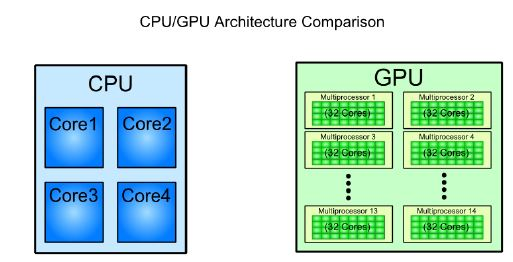 CPU/GPU Architecture Comparison
CPU
Core1 Core2
Core3 Core4
GPU
Multiprocessor 1 Multiprocessor 2
(32 Cores) (32 Cores)
Multiprocessor 3 Multiprocessor 4
(32 Cores) (32 Cores)
Multiprocessor 13 Multiprocessor 14
(32 Cores) (32 Cores)